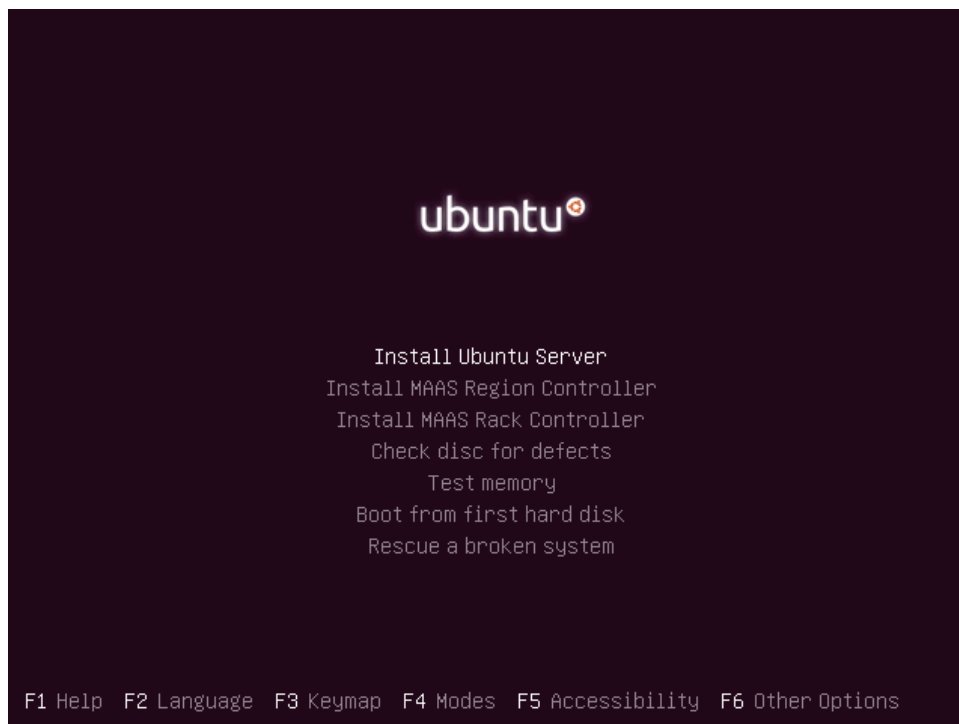 ubuntu
Install Ubuntu Server
Install MAAS Region Controller
Install MAAS Rack Controller
Check disc for defects
Test memory
Boot from first hard disk
Rescue a broken system
F1 Help F2 Language F3 Keymap F4 Modes F5 Accessibility F6 Other Options